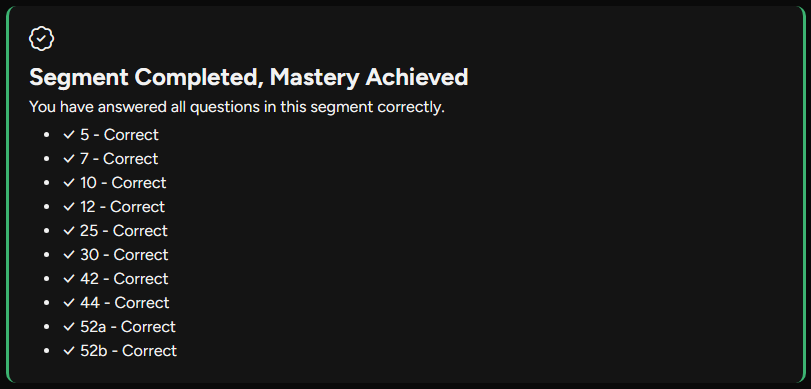 Segment Completed, Mastery Achieved
You have answered all questions in this segment correctly.
• ✓ 5 - Correct
• ✓ 7 - Correct
• ✓ 10 - Correct
• ✓ 12 - Correct
• ✓ 25 - Correct
• ✓ 30 - Correct
• ✓ 42 - Correct
• ✓ 44 - Correct
• ✓ 52a - Correct
• ✓ 52b - Correct